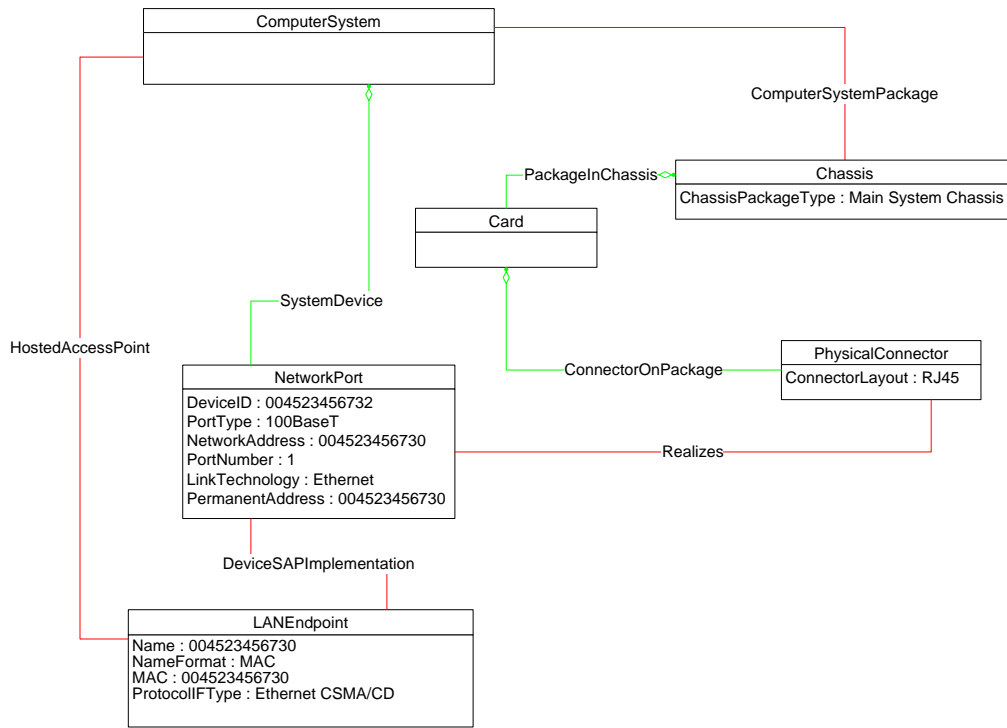 ComputerSystem
ComputerSystemPackage
PackageInChassis
Chassis
ChassisPackageType : Main System Chassis
Card
SystemDevice
HostedAccessPoint
PhysicalConnector
ConnectorLayout : RJ45
ConnectorOnPackage
NetworkPort
DeviceID : 004523456732
PortType : 100BaseT
NetworkAddress : 004523456730
PortNumber : 1
LinkTechnology : Ethernet
PermanentAddress : 004523456730
Realizes
DeviceSAPImplementation
LANEndpoint
Name : 004523456730
NameFormat : MAC
MAC : 004523456730
ProtocolIFType : Ethernet CSMA/CD